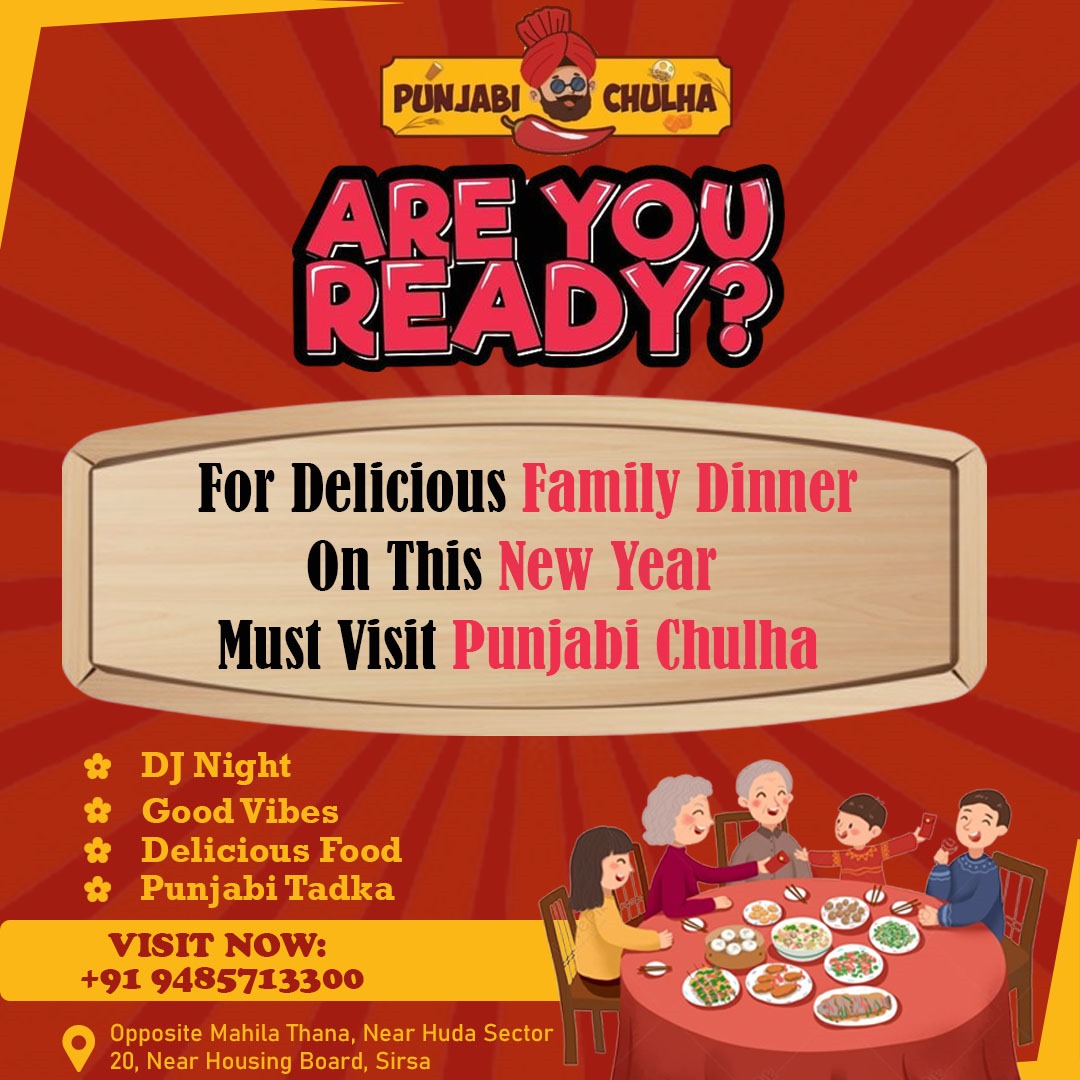 PUNJABI CHULHA
ARE YOU
READY?
For Delicious Family Dinner
On This New Year
Must Visit Punjabi Chulha
DJ Night
Good Vibes
Delicious Food
Punjabi Tadka
VISIT NOW:
+91 9485713300
Opposite Mahila Thana, Near Huda Sector
20, Near Housing Board, Sirsa